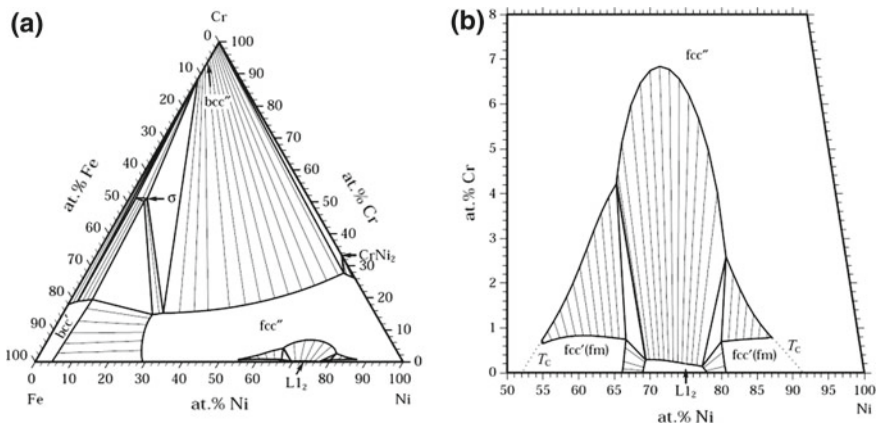 (a)
Cr
0
100
10
90
20
80
30
70
40
60
50
50
60
40
70
30
80
20
90
10
100
0
at.% Fe
at.% Cr
bcc″
σ
CrNi₂
bcc′
fcc″
L1₂
0 10 20 30 40 50 60 70 80 90 100
Fe
at.% Ni
Ni
(b)
8
7
6
5
4
3
2
1
0
at.% Cr
fcc″
T_C
fcc′(fm)
fcc′(fm)
T_C
50 55 60 65 70 75 80 85 90 95 100
L1₂
at.% Ni
Ni